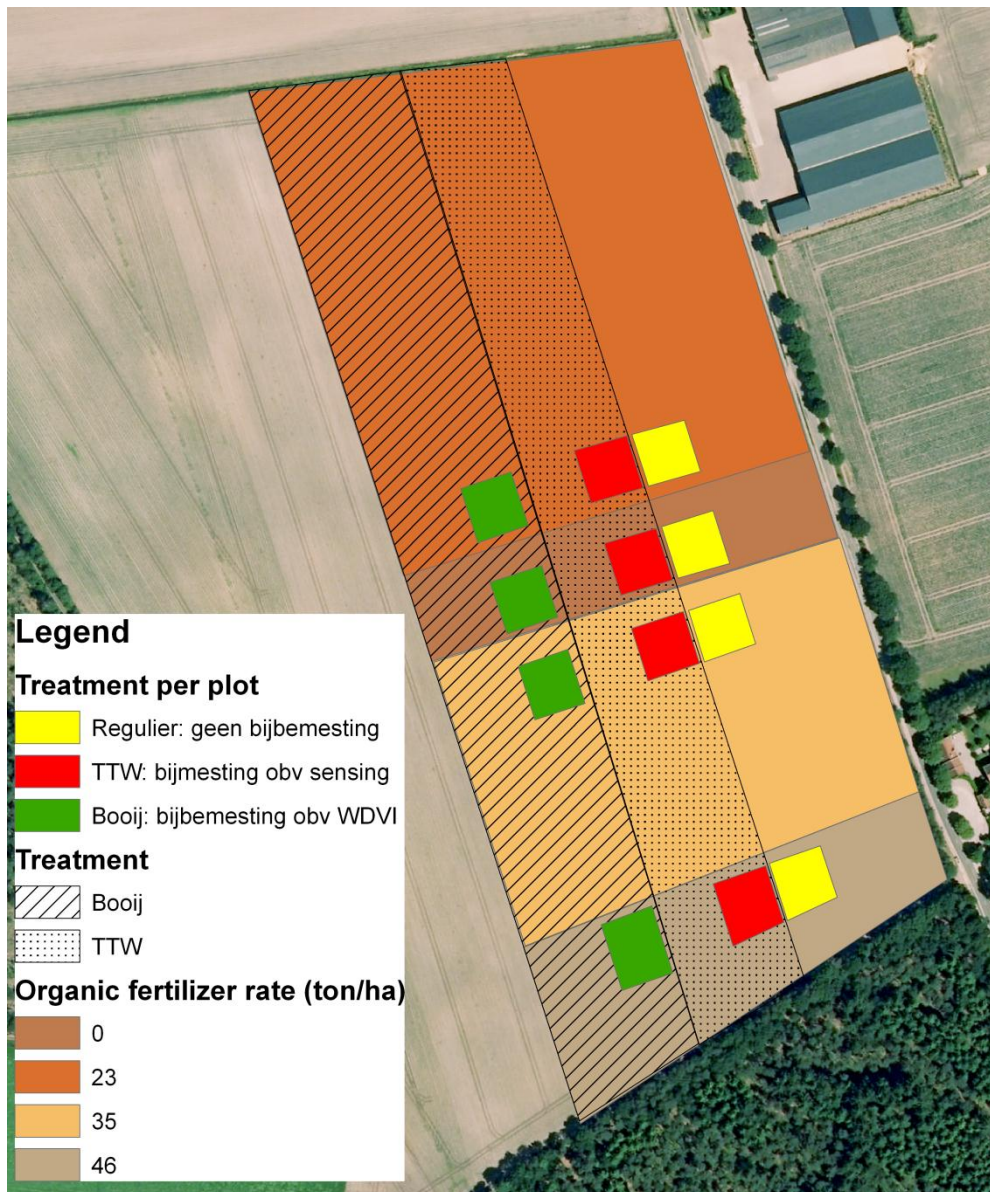 Legend
Treatment per plot
Regulier: geen bijbemesting
TTW: bijmesting obv sensing
Booij: bijbemesting obv WDVI
Treatment
Booij
TTW
Organic fertilizer rate (ton/ha)
0
23
35
46